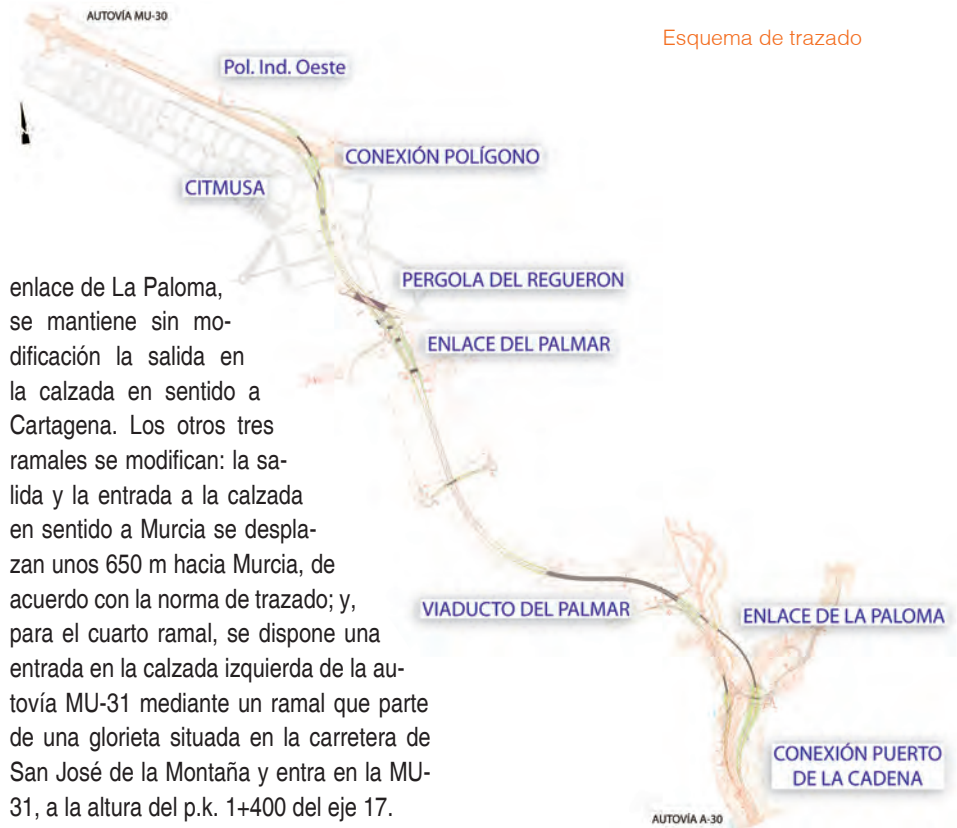 AUTOVÍA MU-30
Esquema de trazado
Pol. Ind. Oeste
CONEXIÓN POLÍGONO
CITMUSA
PERGOLA DEL REGUERON
ENLACE DEL PALMAR
VIADUCTO DEL PALMAR
ENLACE DE LA PALOMA
CONEXIÓN PUERTO
DE LA CADENA
AUTOVÍA A-30
enlace de La Paloma,
se mantiene sin mo-
dificación la salida en
la calzada en sentido a
Cartagena. Los otros tres
ramales se modifican: la sa-
lida y la entrada a la calzada
en sentido a Murcia se despla-
zan unos 650 m hacia Murcia, de
acuerdo con la norma de trazado; y,
para el cuarto ramal, se dispone una
entrada en la calzada izquierda de la au-
tovía MU-31 mediante un ramal que parte
de una glorieta situada en la carretera de
San José de la Montaña y entra en la MU-
31, a la altura del p.k. 1+400 del eje 17.